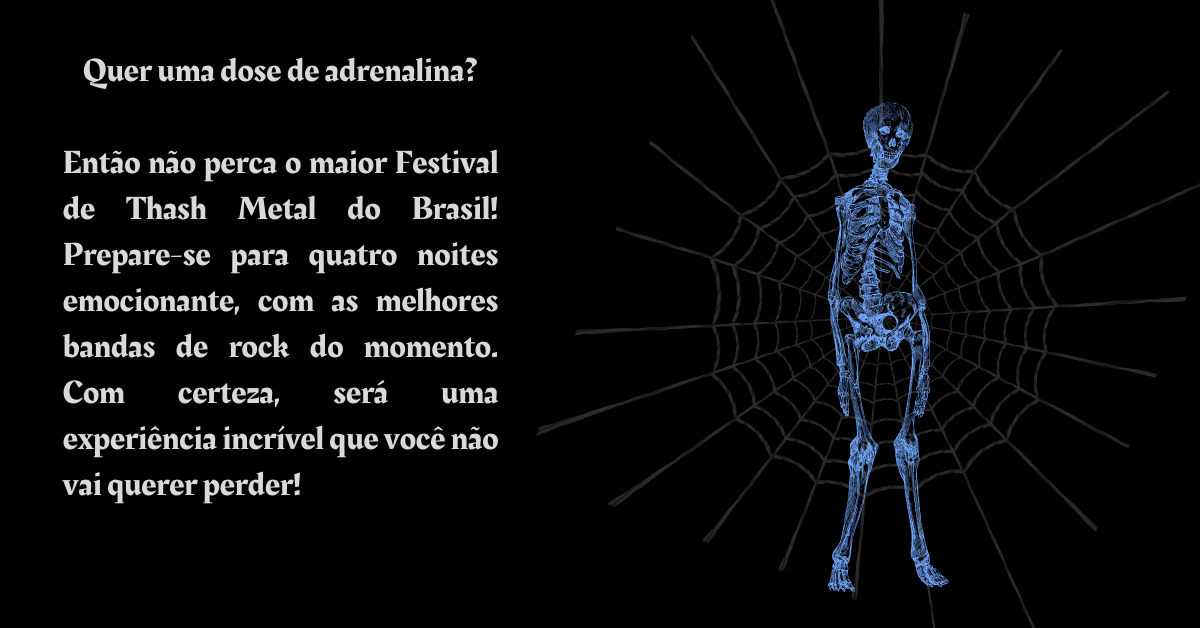 Quer uma dose de adrenalina?
Então não perca o maior Festival
de Thash Metal do Brasil!
Prepare-se para quatro noites
emocionante, com as melhores
bandas de rock do momento.
Com certeza, será uma
experiência incrível que você não
vai querer perder!